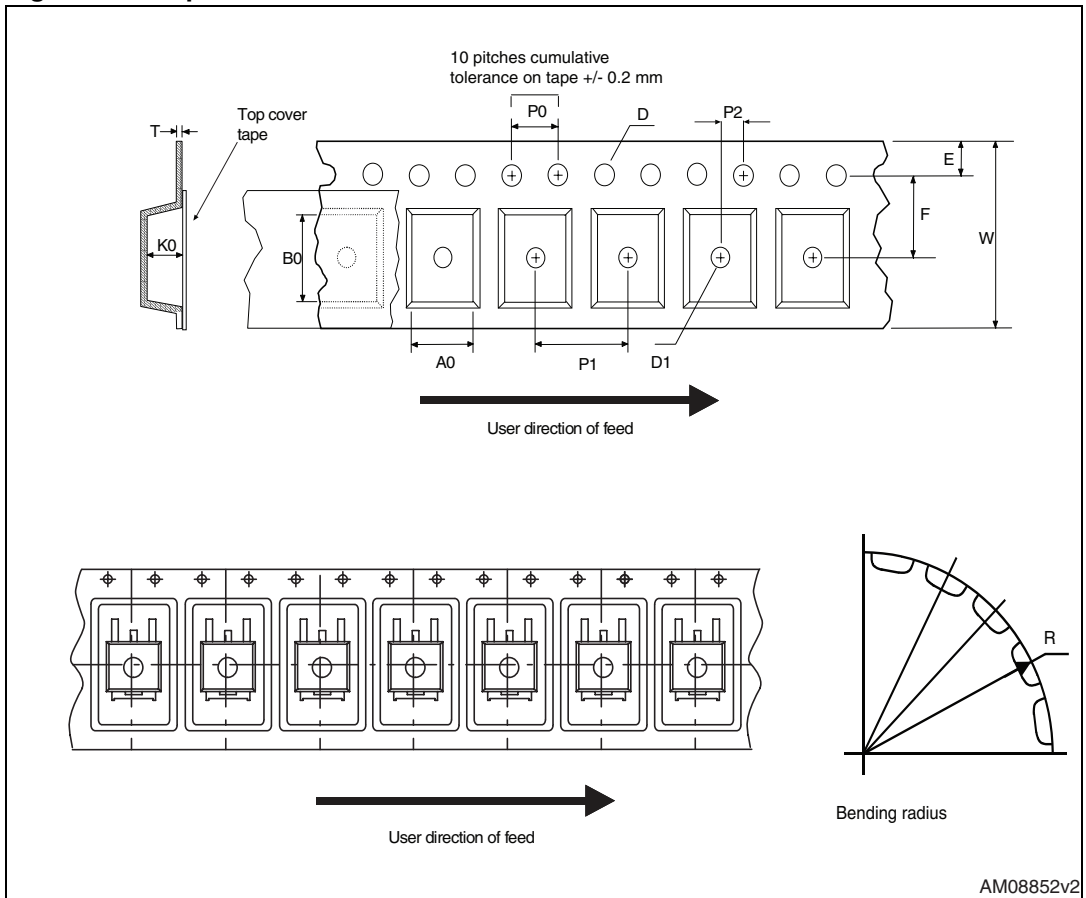 10 pitches cumulative
tolerance on tape +/- 0.2 mm
P0
D
P2
T
Top cover
tape
E
F
W
K0
B0
A0
P1
D1
User direction of feed
R
Bending radius
User direction of feed
AM08852v2